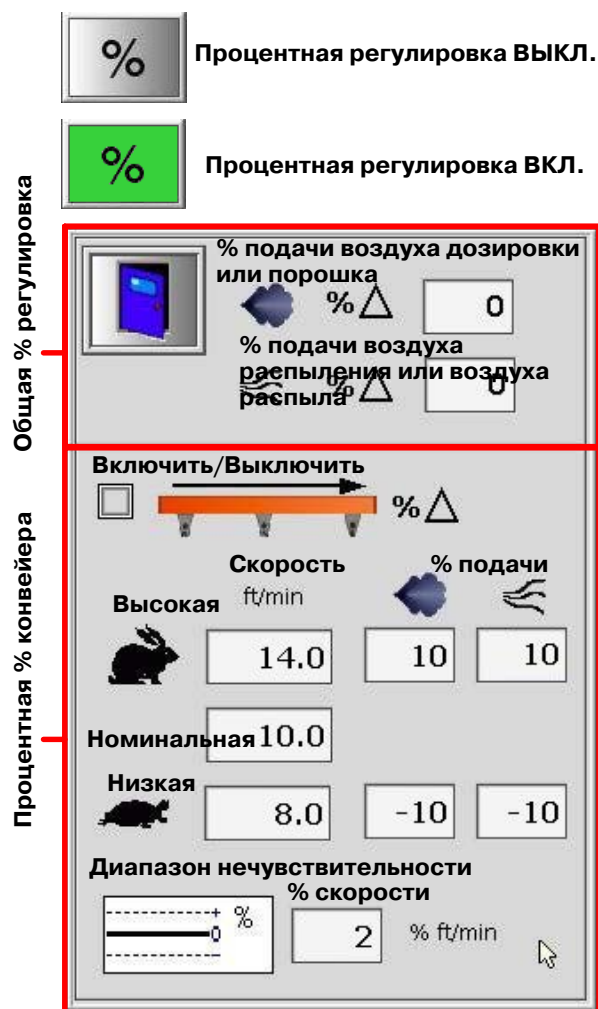 %
Процентная регулировка ВЫКЛ.
%
Процентная регулировка ВКЛ.
Общая % регулировка
% подачи воздуха дозировки
или порошка
%△ 0
% подачи воздуха
распыления или воздуха
распыла
%△ 0
Процентная % конвейера
Включить/Выключить
%△
Скорость % подачи
ft/min
Высокая
14.0 10 10
Номинальная 10.0
Низкая
8.0 -10 -10
Диапазон нечувствительности
% скорости
+ %
0
-
2 % ft/min